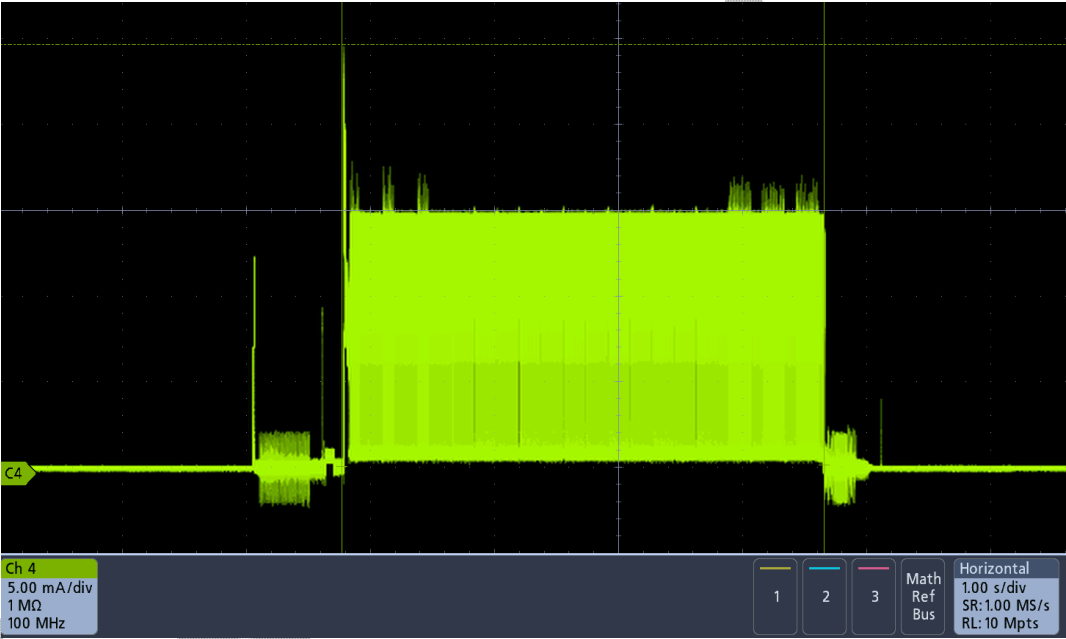 C4
Ch 4
5.00 mA/div
1 MΩ
100 MHz
1
2
3
Math
Ref
Bus
Horizontal
1.00 s/div
SR:1.00 MS/s
RL:10 Mpts